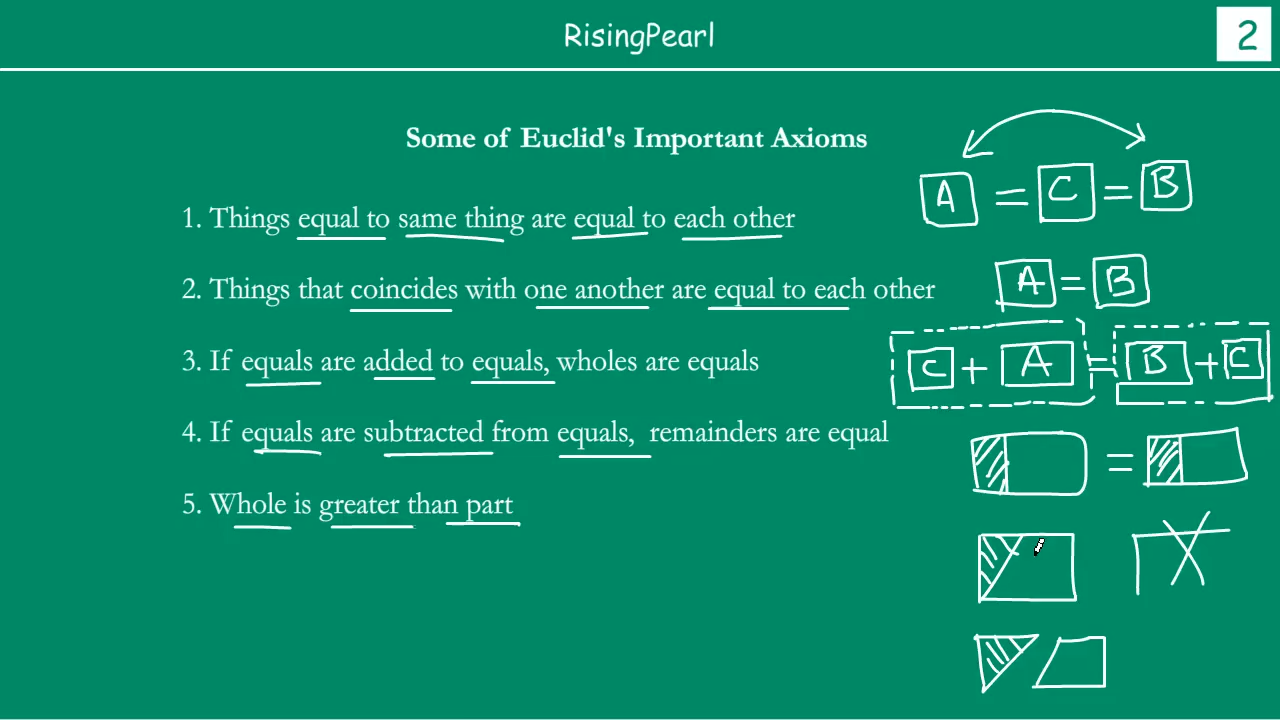 RisingPearl
2
Some of Euclid's Important Axioms
1. Things equal to same thing are equal to each other
A = C = B
2. Things that coincides with one another are equal to each other
A = B
3. If equals are added to equals, wholes are equals
C + A = B + C
4. If equals are subtracted from equals, remainders are equal
=
5. Whole is greater than part